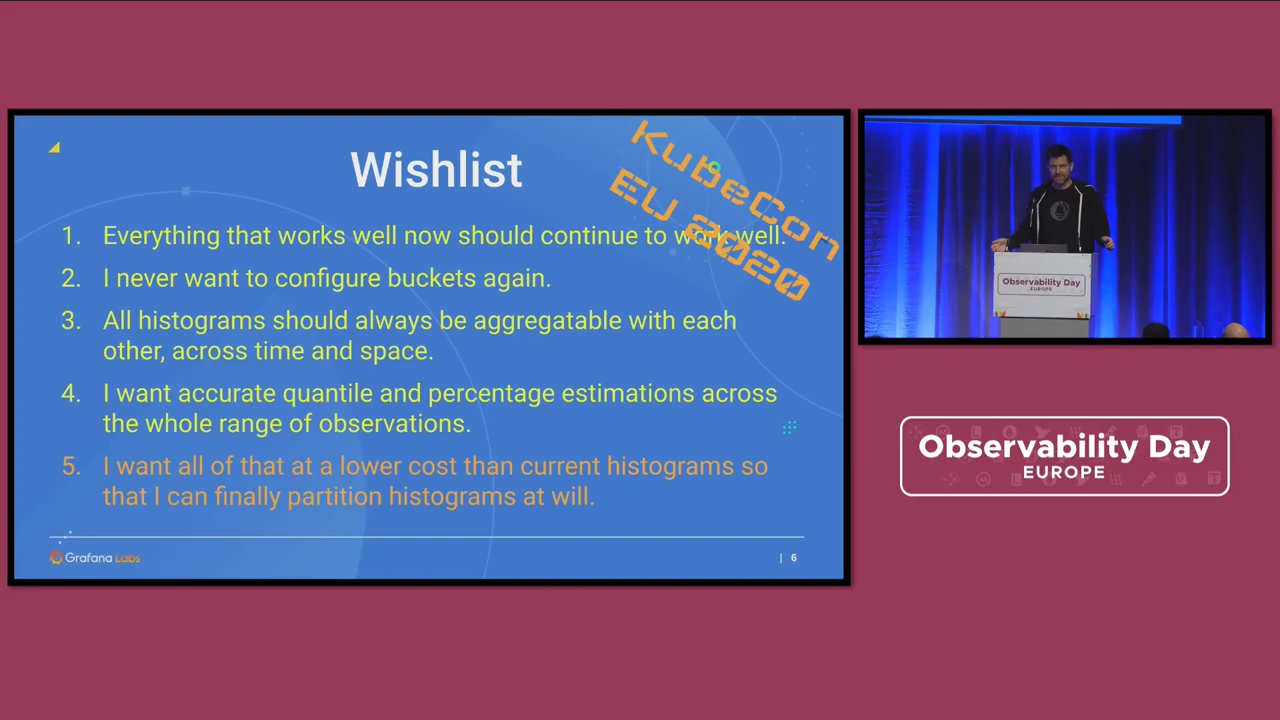 Wishlist
KubeCon
EU 2020
1. Everything that works well now should continue to work well.
2. I never want to configure buckets again.
3. All histograms should always be aggregatable with each
other, across time and space.
4. I want accurate quantile and percentage estimations across
the whole range of observations.
5. I want all of that at a lower cost than current histograms so
that I can finally partition histograms at will.
Grafana Labs
| 6
Observability Day
EUROPE
Observability Day
EUROPE